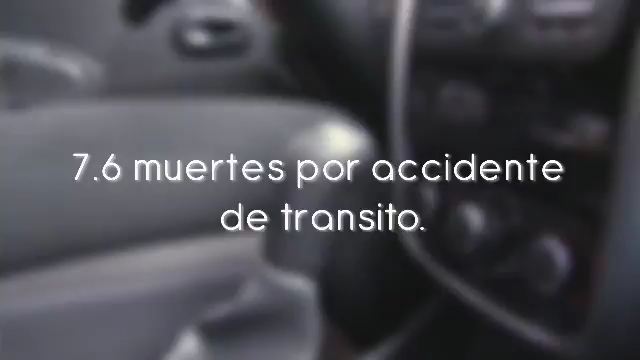 7.6 muertes por accidente
de transito.